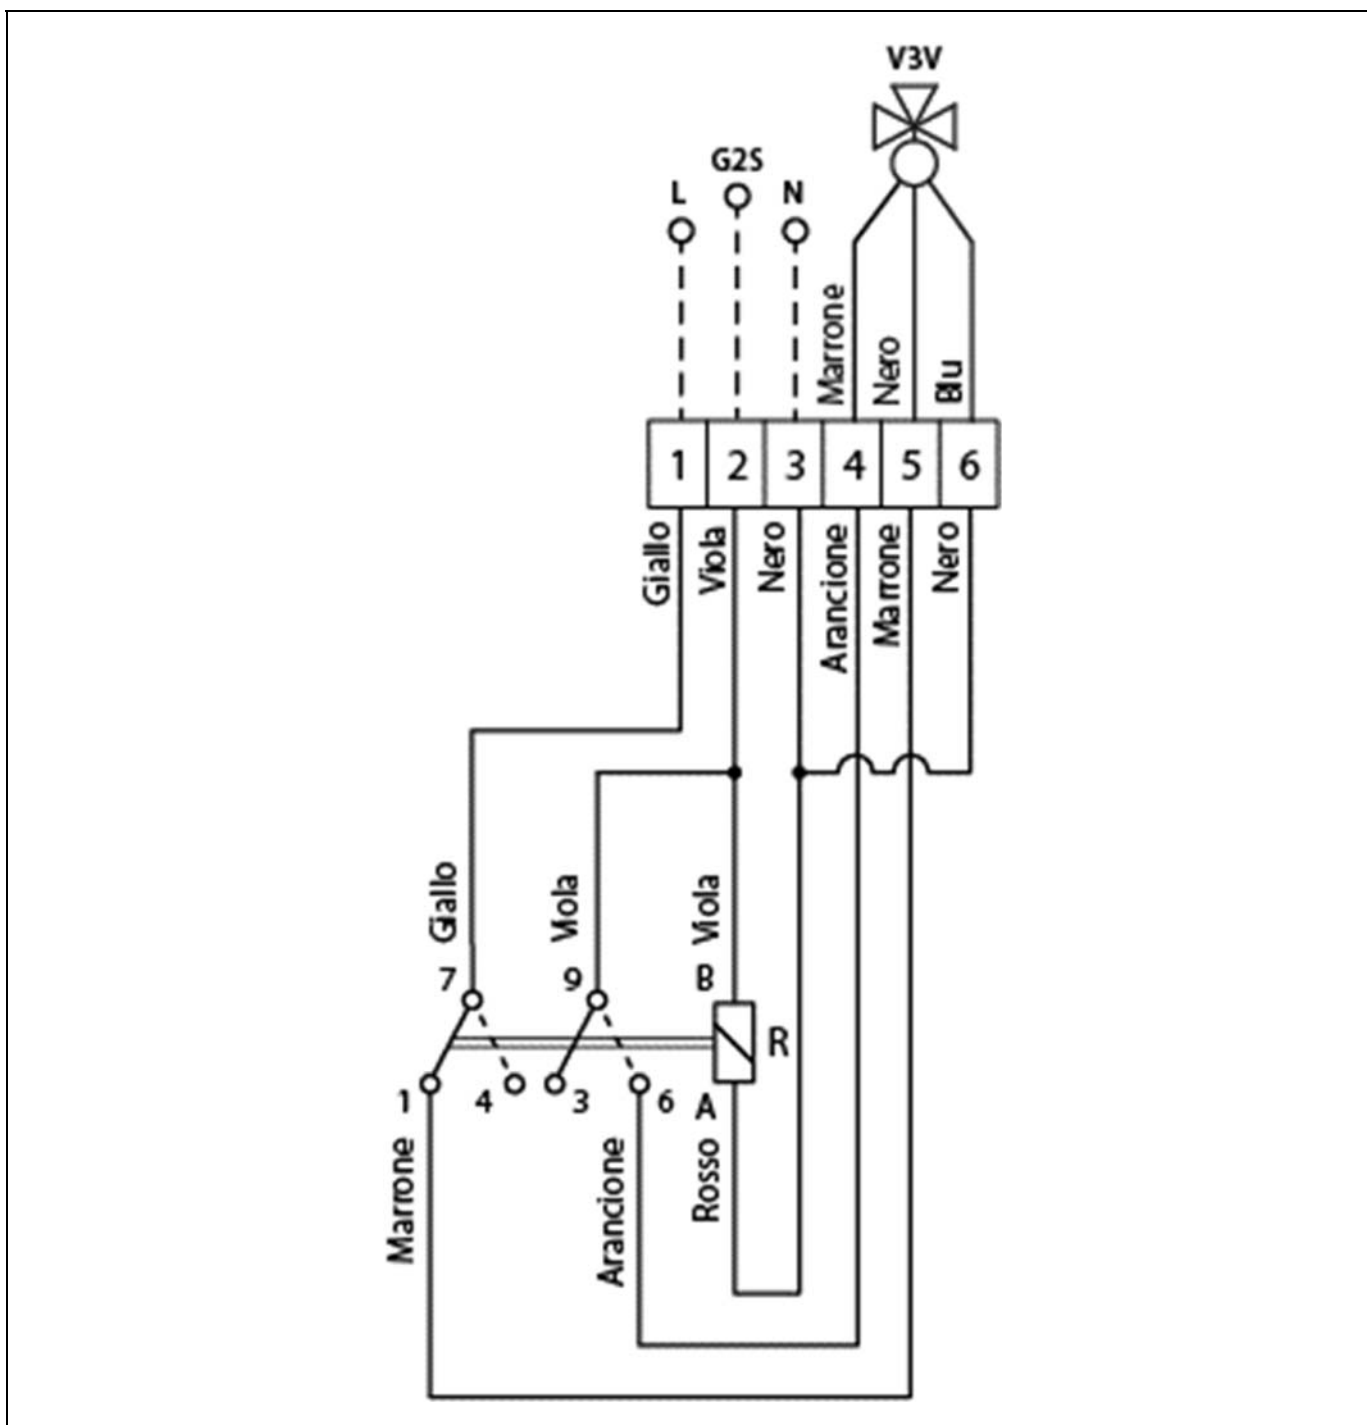 V3V
G2S
L
N
Marrone
Nero
Blu
1 2 3 4 5 6
Giallo
Viola
Nero
Arancione
Marrone
Nero
Giallo
Viola
Viola
7
9
B
R
1
4
3
6
A
Marrone
Arancione
Rosso